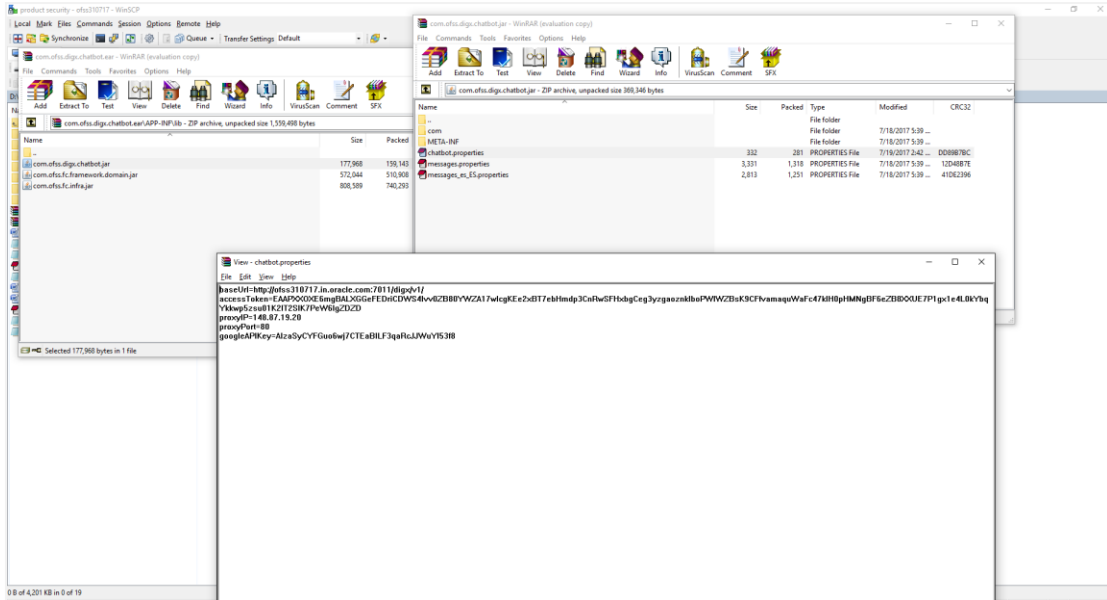 product security - ofss310717 - WinSCP
Local Mark Files Commands Session Options Remote Help
Synchronize Queue Transfer Settings Default
com.ofss.digx.chatbot.ear - WinRAR (evaluation copy)
File Commands Tools Favorites Options Help
Add Extract To Test View Delete Find Wizard Info VirusScan Comment SFX
com.ofss.digx.chatbot.ear\APP-INF\lib - ZIP archive, unpacked size 1,559,498 bytes
Name Size Packed
..
com.ofss.digx.chatbot.jar 177,968 159,143
com.ofss.fc.framework.domain.jar 572,044 510,908
com.ofss.fc.infra.jar 808,589 740,293
Selected 177,968 bytes in 1 file
com.ofss.digx.chatbot.jar - WinRAR (evaluation copy)
File Commands Tools Favorites Options Help
Add Extract To Test View Delete Find Wizard Info VirusScan Comment SFX
com.ofss.digx.chatbot.jar - ZIP archive, unpacked size 369,346 bytes
Name Size Packed Type Modified CRC32
.. File folder
com File folder 7/18/2017 5:39 ...
META-INF File folder 7/18/2017 5:39 ...
chatbot.properties 332 281 PROPERTIES File 7/19/2017 2:42 ... DD89B7BC
messages.properties 3,331 1,318 PROPERTIES File 7/18/2017 5:39 ... 12D48B7E
messages_es_ES.properties 2,813 1,251 PROPERTIES File 7/18/2017 5:39 ... 41DE2396
View - chatbot.properties
File Edit View Help
baseUrl=http://ofss310717.in.oracle.com:7011/digx/v1/
accessToken=
proxyIP=148.87.19.20
proxyPort=80
googleAPIKey=
0 B of 4,201 KB in 0 of 19